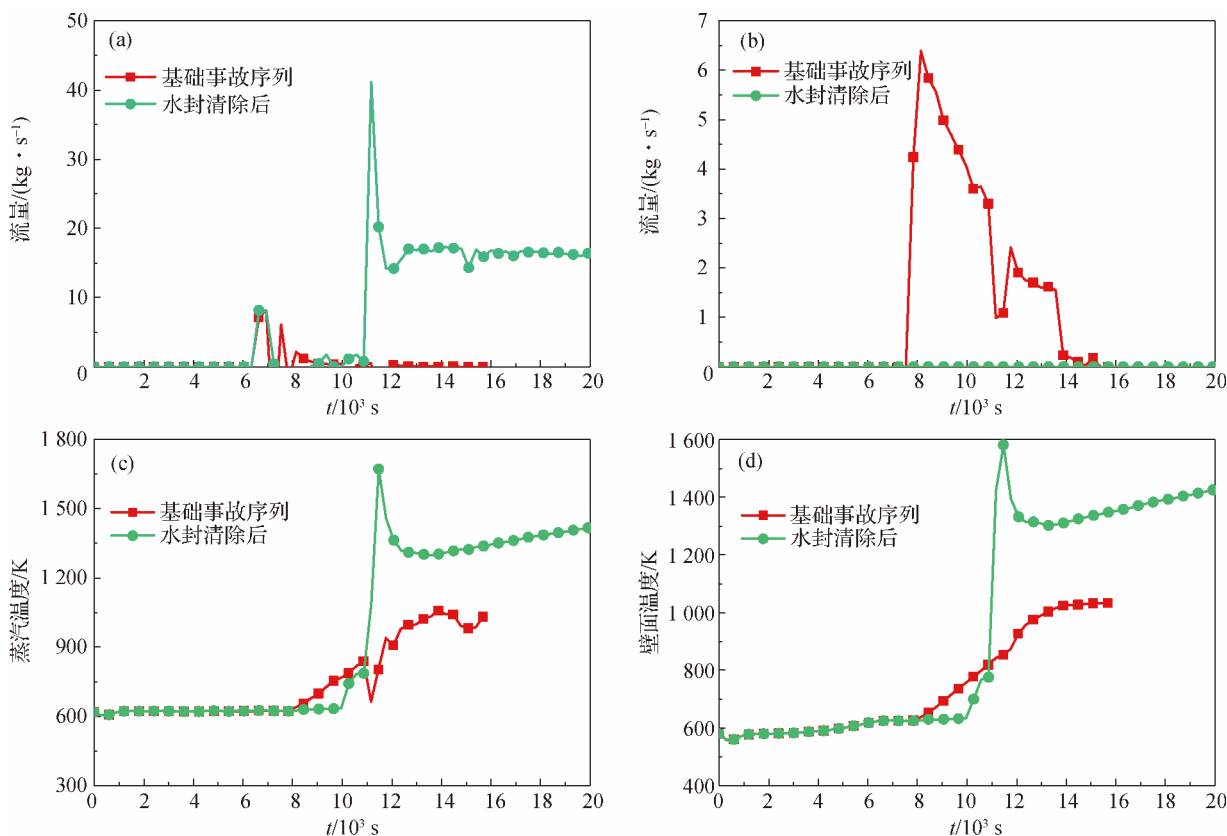 (a)
基础事故序列
水封清除后
流量/(kg·s⁻¹)
50
40
30
20
10
0
0 2 4 6 8 10 12 14 16 18 20
t/10³ s
(b)
基础事故序列
水封清除后
流量/(kg·s⁻¹)
7
6
5
4
3
2
1
0
0 2 4 6 8 10 12 14 16 18 20
t/10³ s
(c)
基础事故序列
水封清除后
蒸汽温度/K
1 800
1 500
1 200
900
600
300
0 2 4 6 8 10 12 14 16 18 20
t/10³ s
(d)
基础事故序列
水封清除后
壁面温度/K
1 600
1 400
1 200
1 000
800
600
400
0 2 4 6 8 10 12 14 16 18 20
t/10³ s